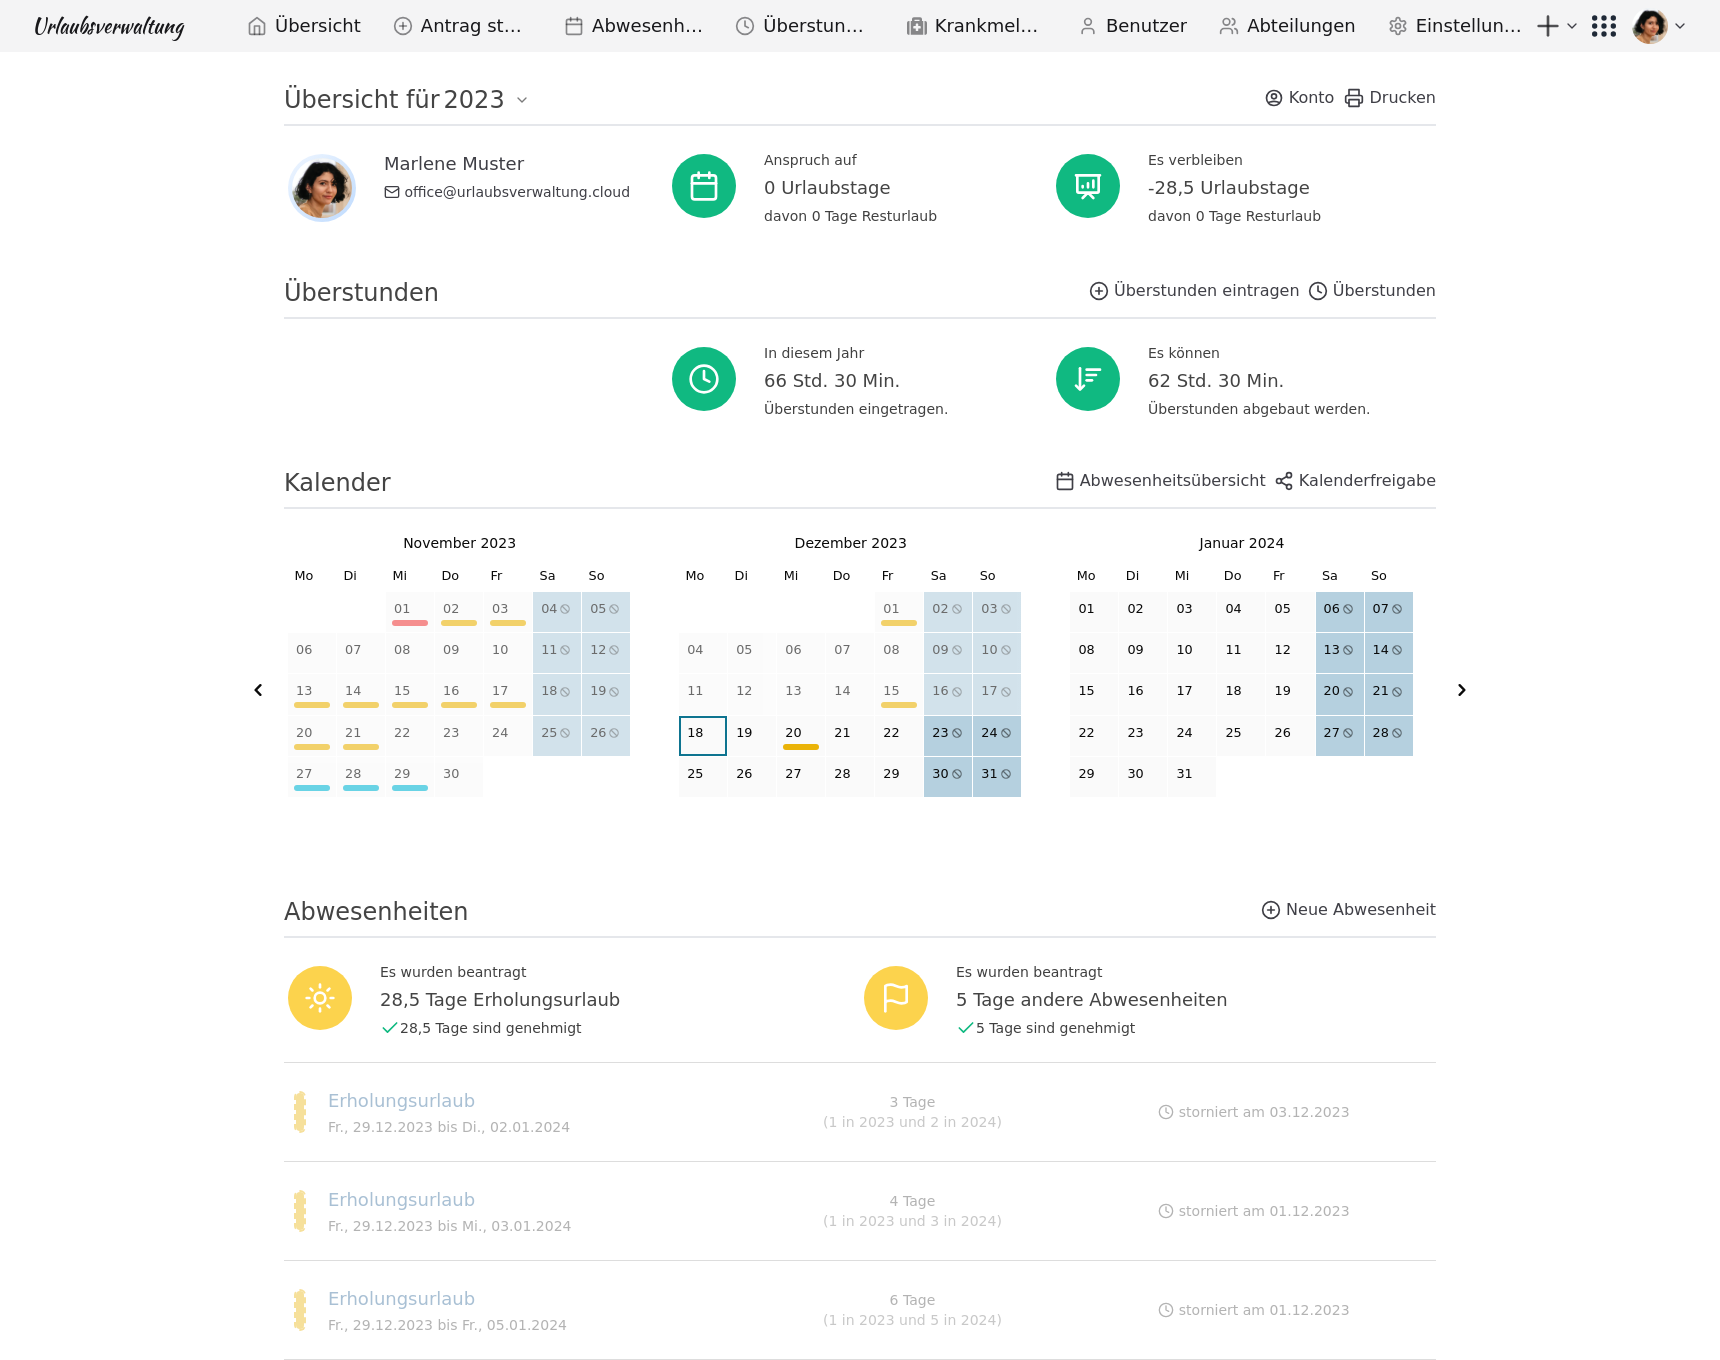 Urlaubsverwaltung
Übersicht Antrag st... Abwesenh... Überstun... Krankmel... Benutzer Abteilungen Einstellun...
Übersicht für 2023 Konto Drucken
Marlene Muster
office@urlaubsverwaltung.cloud
Anspruch auf
0 Urlaubstage
davon 0 Tage Resturlaub
Es verbleiben
-28,5 Urlaubstage
davon 0 Tage Resturlaub
Überstunden Überstunden eintragen Überstunden
In diesem Jahr
66 Std. 30 Min.
Überstunden eingetragen.
Es können
62 Std. 30 Min.
Überstunden abgebaut werden.
Kalender Abwesenheitsübersicht Kalenderfreigabe
November 2023
Mo Di Mi Do Fr Sa So
01 02 03 04 05
06 07 08 09 10 11 12
13 14 15 16 17 18 19
20 21 22 23 24 25 26
27 28 29 30
Dezember 2023
Mo Di Mi Do Fr Sa So
01 02 03
04 05 06 07 08 09 10
11 12 13 14 15 16 17
18 19 20 21 22 23 24
25 26 27 28 29 30 31
Januar 2024
Mo Di Mi Do Fr Sa So
01 02 03 04 05 06 07
08 09 10 11 12 13 14
15 16 17 18 19 20 21
22 23 24 25 26 27 28
29 30 31
Abwesenheiten Neue Abwesenheit
Es wurden beantragt
28,5 Tage Erholungsurlaub
28,5 Tage sind genehmigt
Es wurden beantragt
5 Tage andere Abwesenheiten
5 Tage sind genehmigt
Erholungsurlaub
Fr., 29.12.2023 bis Di., 02.01.2024
3 Tage
(1 in 2023 und 2 in 2024)
storniert am 03.12.2023
Erholungsurlaub
Fr., 29.12.2023 bis Mi., 03.01.2024
4 Tage
(1 in 2023 und 3 in 2024)
storniert am 01.12.2023
Erholungsurlaub
Fr., 29.12.2023 bis Fr., 05.01.2024
6 Tage
(1 in 2023 und 5 in 2024)
storniert am 01.12.2023